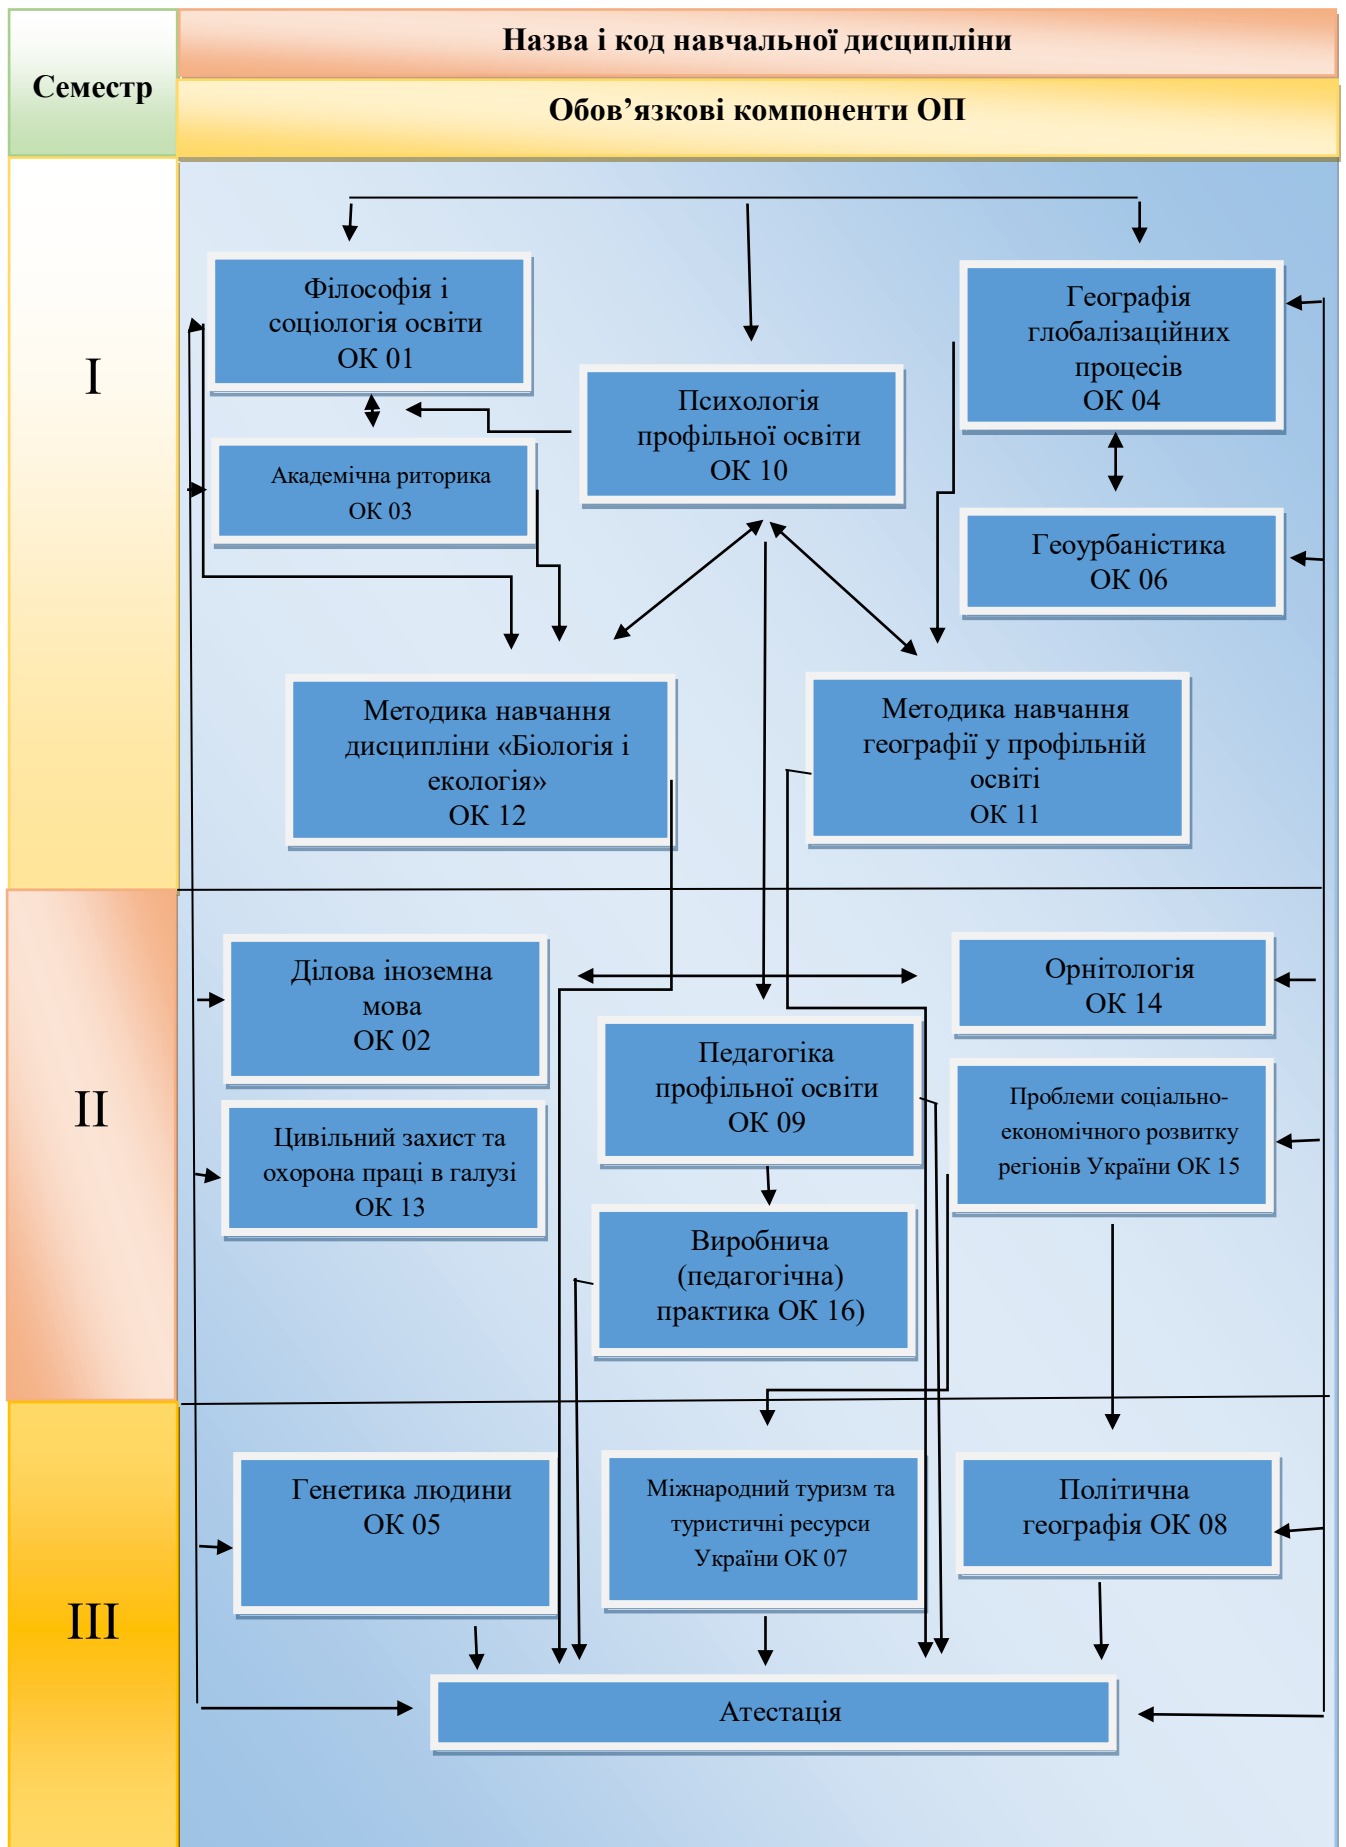 Семестр
Назва і код навчальної дисципліни
Обов’язкові компоненти ОП
I
Філософія і
соціологія освіти
ОК 01
Географія
глобалізаційних
процесів
ОК 04
Психологія
профільної освіти
ОК 10
Академічна риторика
ОК 03
Геоурбаністика
ОК 06
Методика навчання
дисципліни «Біологія і
екологія»
ОК 12
Методика навчання
географії у профільній
освіті
ОК 11
II
Ділова іноземна
мова
ОК 02
Орнітологія
ОК 14
Педагогіка
профільної освіти
ОК 09
Проблеми соціально-
економічного розвитку
регіонів України ОК 15
Цивільний захист та
охорона праці в галузі
ОК 13
Виробнича
(педагогічна)
практика ОК 16)
III
Генетика людини
ОК 05
Міжнародний туризм та
туристичні ресурси
України ОК 07
Політична
географія ОК 08
Атестація